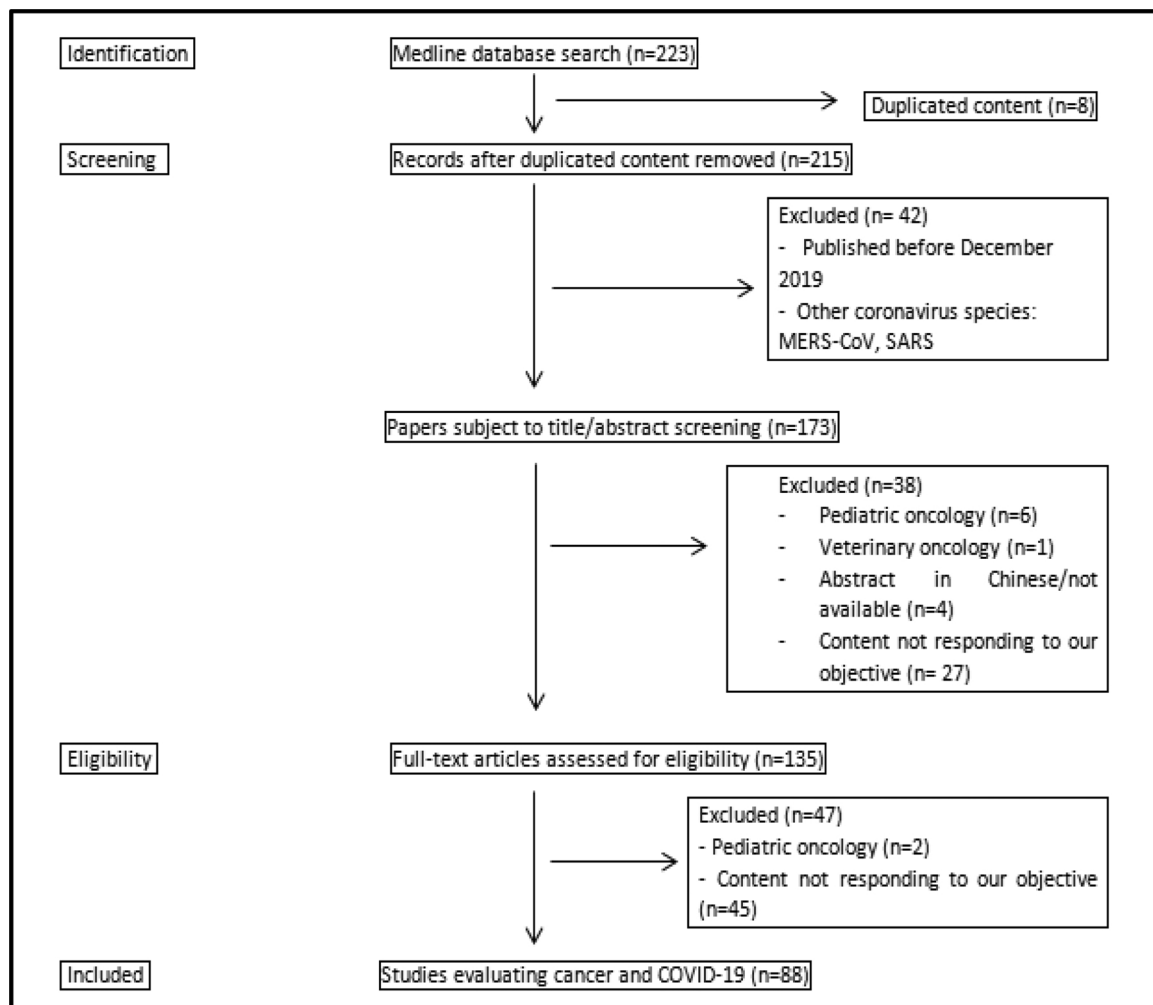 Identification
Medline database search (n=223)
Duplicated content (n=8)
Screening
Records after duplicated content removed (n=215)
Excluded (n= 42)
- Published before December
2019
- Other coronavirus species:
MERS-CoV, SARS
Papers subject to title/abstract screening (n=173)
Excluded (n=38)
- Pediatric oncology (n=6)
- Veterinary oncology (n=1)
- Abstract in Chinese/not
available (n=4)
- Content not responding to our
objective (n= 27)
Eligibility
Full-text articles assessed for eligibility (n=135)
Excluded (n=47)
- Pediatric oncology (n=2)
- Content not responding to our objective
(n=45)
Included
Studies evaluating cancer and COVID-19 (n=88)